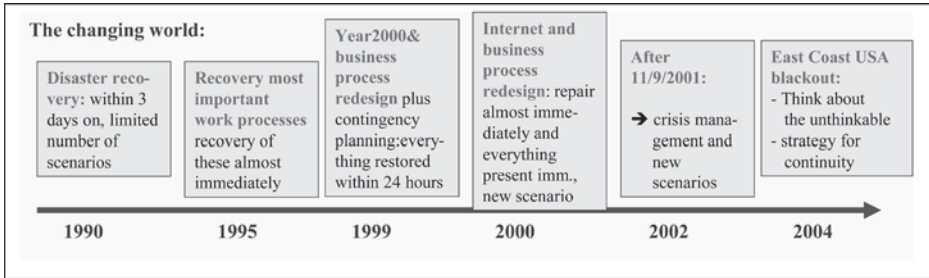 The changing world:
Disaster reco-
very: within 3
days on, limited
number of
scenarios
Recovery most
important
work processes
recovery of
these almost
immediately
Year2000&
business
process
redesign plus
contingency
planning:every-
thing restored
within 24 hours
Internet and
business
process
redesign: repair
almost imme-
diately and
everything
present imm.,
new scenario
After
11/9/2001:
➔ crisis mana-
gement and
new
scenarios
East Coast USA
blackout:
- Think about
the unthinkable
- strategy for
continuity
1990
1995
1999
2000
2002
2004